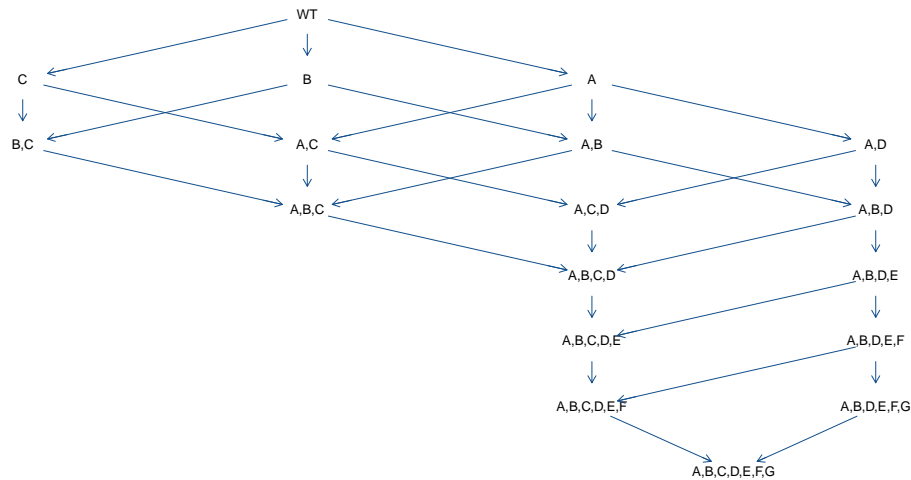 WT
C
B
A
B,C
A,C
A,B
A,D
A,B,C
A,C,D
A,B,D
A,B,C,D
A,B,D,E
A,B,C,D,E
A,B,D,E,F
A,B,C,D,E,F
A,B,D,E,F,G
A,B,C,D,E,F,G